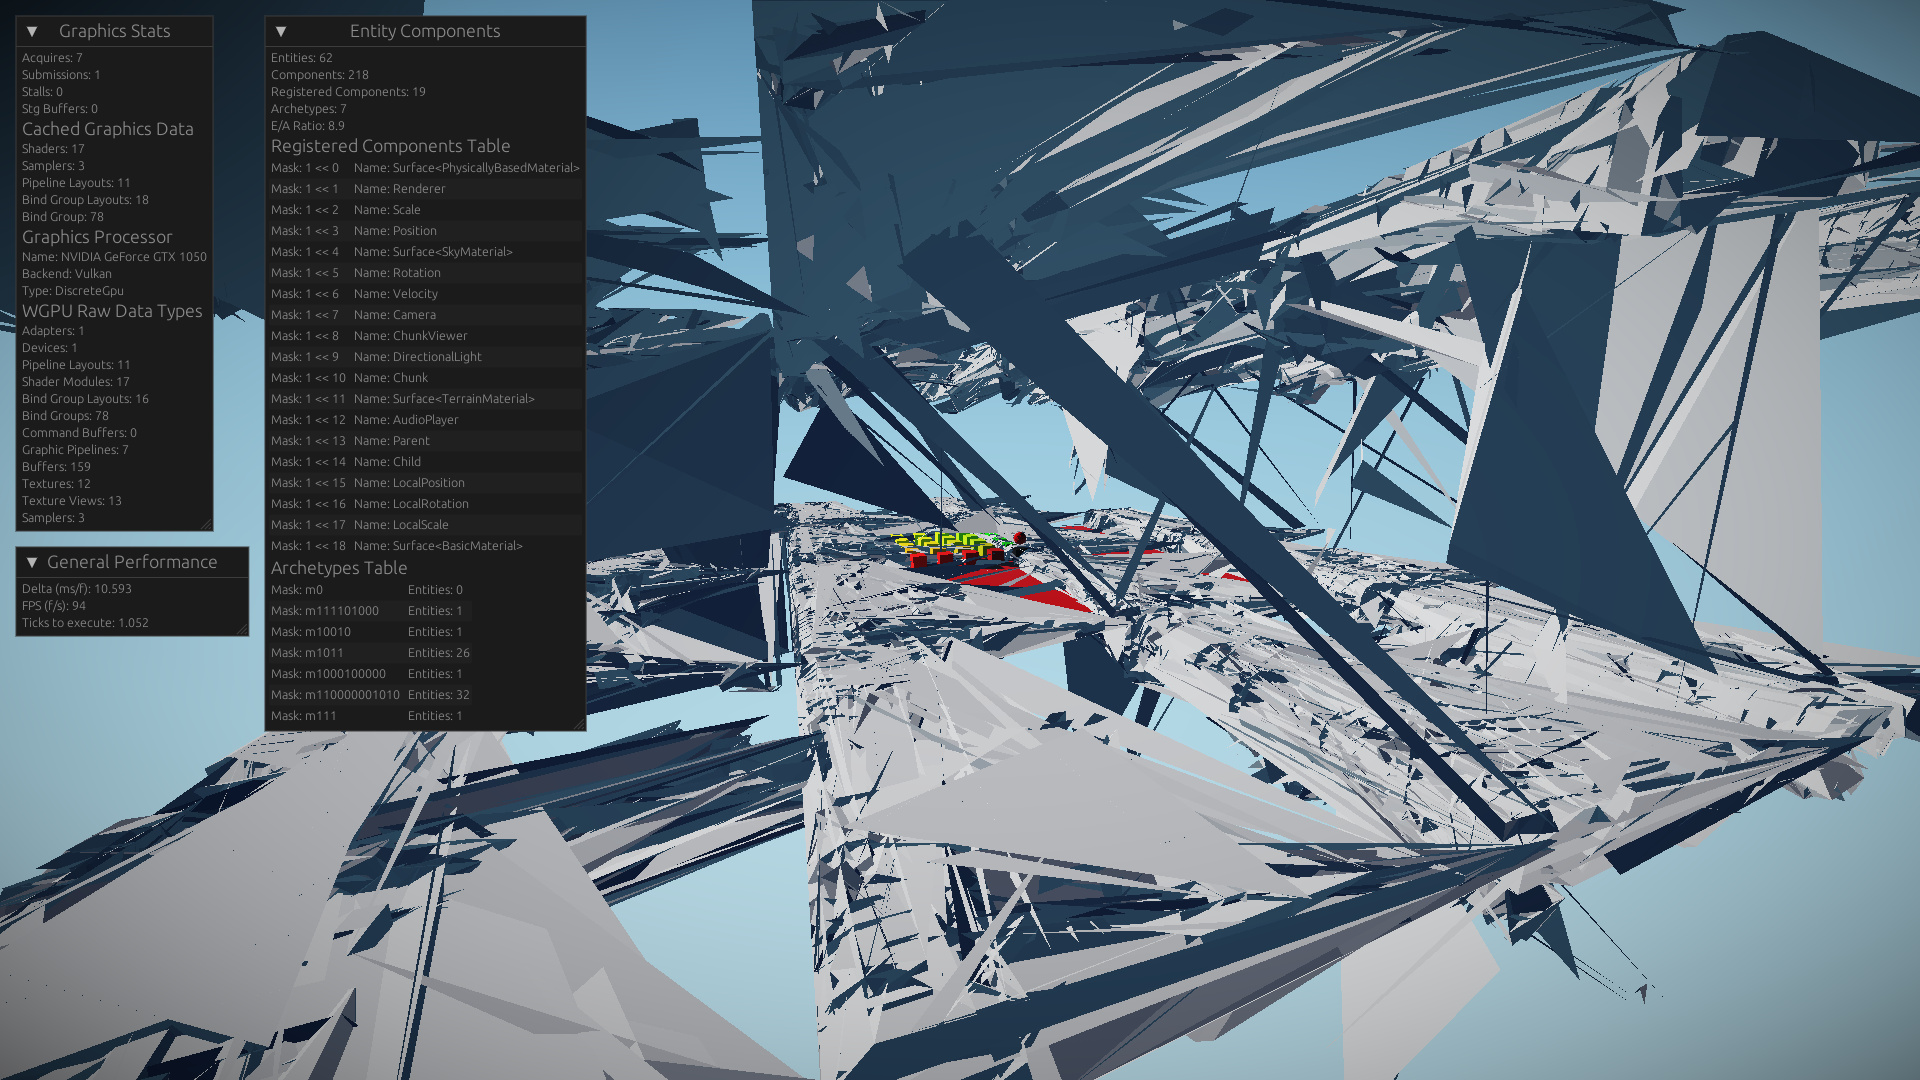 Graphics Stats
Acquires: 7
Submissions: 1
Stalls: 0
Stg Buffers: 0
Cached Graphics Data
Shaders: 17
Samplers: 3
Pipeline Layouts: 11
Bind Group Layouts: 18
Bind Group: 78
Graphics Processor
Name: NVIDIA GeForce GTX 1050
Backend: Vulkan
Type: DiscreteGpu
WGPU Raw Data Types
Adapters: 1
Devices: 1
Pipeline Layouts: 11
Shader Modules: 17
Bind Group Layouts: 16
Bind Groups: 78
Command Buffers: 0
Graphic Pipelines: 7
Buffers: 159
Textures: 12
Texture Views: 13
Samplers: 3
General Performance
Delta (ms/f): 10.593
FPS (f/s): 94
Ticks to execute: 1.052
Entity Components
Entities: 62
Components: 218
Registered Components: 19
Archetypes: 7
E/A Ratio: 8.9
Registered Components Table
Mask: 1 << 0 Name: Surface<PhysicallyBasedMaterial>
Mask: 1 << 1 Name: Renderer
Mask: 1 << 2 Name: Scale
Mask: 1 << 3 Name: Position
Mask: 1 << 4 Name: Surface<SkyMaterial>
Mask: 1 << 5 Name: Rotation
Mask: 1 << 6 Name: Velocity
Mask: 1 << 7 Name: Camera
Mask: 1 << 8 Name: ChunkViewer
Mask: 1 << 9 Name: DirectionalLight
Mask: 1 << 10 Name: Chunk
Mask: 1 << 11 Name: Surface<TerrainMaterial>
Mask: 1 << 12 Name: AudioPlayer
Mask: 1 << 13 Name: Parent
Mask: 1 << 14 Name: Child
Mask: 1 << 15 Name: LocalPosition
Mask: 1 << 16 Name: LocalRotation
Mask: 1 << 17 Name: LocalScale
Mask: 1 << 18 Name: Surface<BasicMaterial>
Archetypes Table
Mask: m0 Entities: 0
Mask: m111101000 Entities: 1
Mask: m10010 Entities: 1
Mask: m1011 Entities: 26
Mask: m1000100000 Entities: 1
Mask: m110000001010 Entities: 32
Mask: m111 Entities: 1